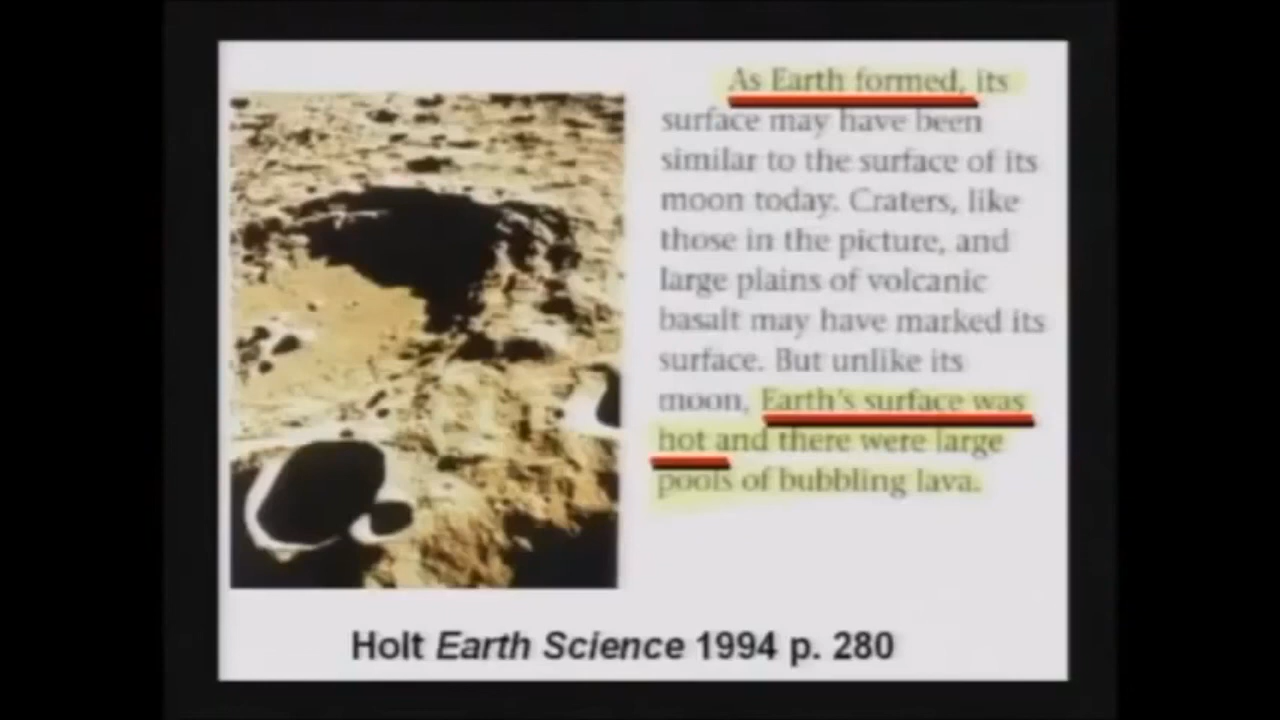 As Earth formed, its
surface may have been
similar to the surface of its
moon today. Craters, like
those in the picture, and
large plains of volcanic
basalt may have marked its
surface. But unlike its
moon, Earth's surface was
hot and there were large
pools of bubbling lava.
Holt Earth Science 1994 p. 280